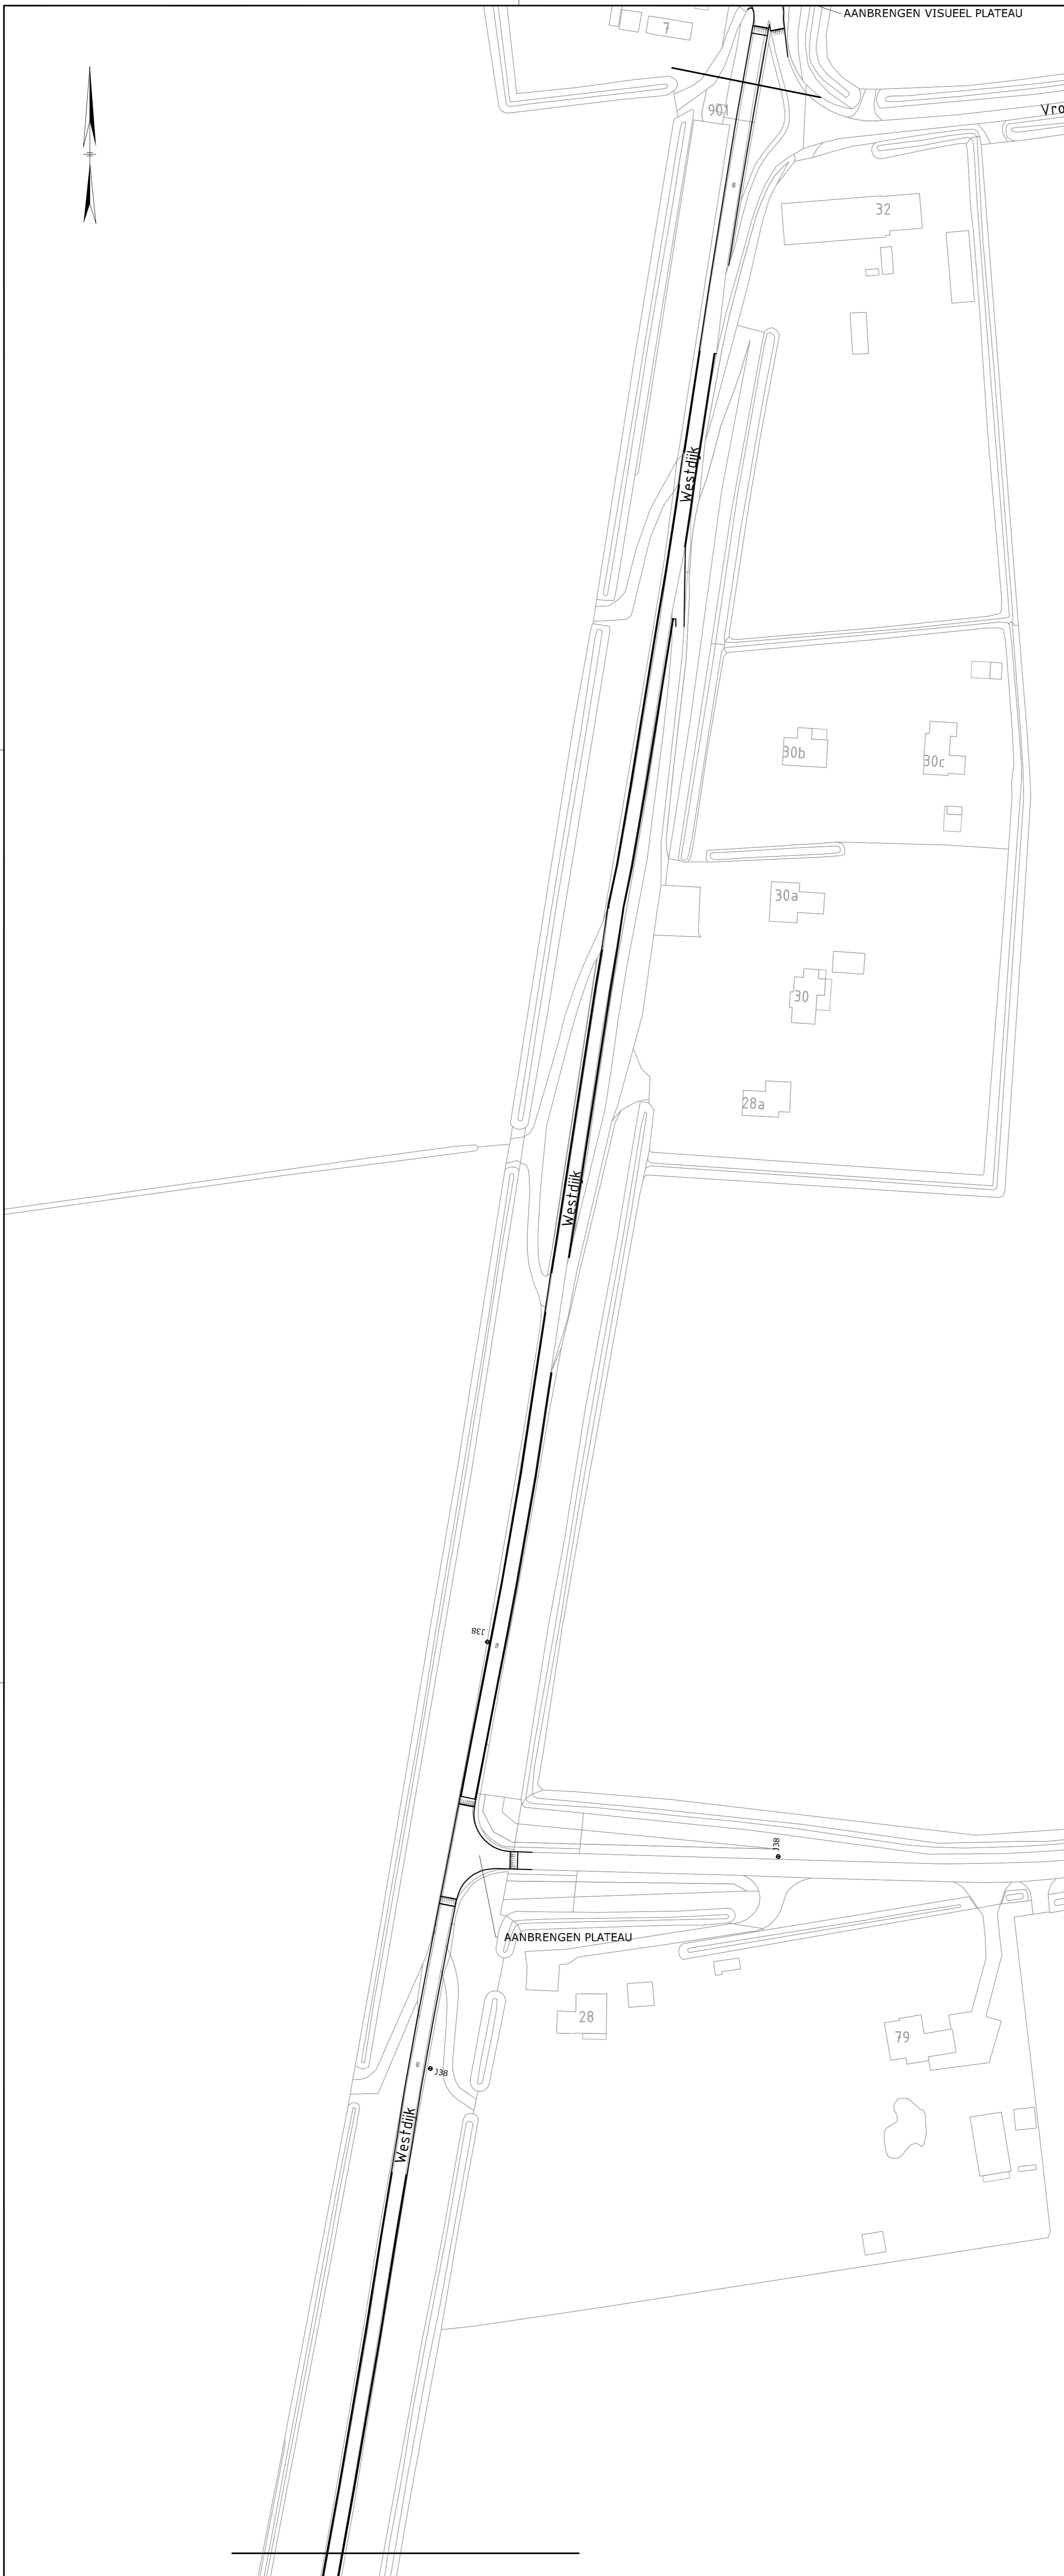 AANBRENGEN VISUEEL PLATEAU
7
901
Vro
32
Westdijk
30b
30c
30a
30
28a
Westdijk
J38
J38
AANBRENGEN PLATEAU
28
79
J38
Westdijk